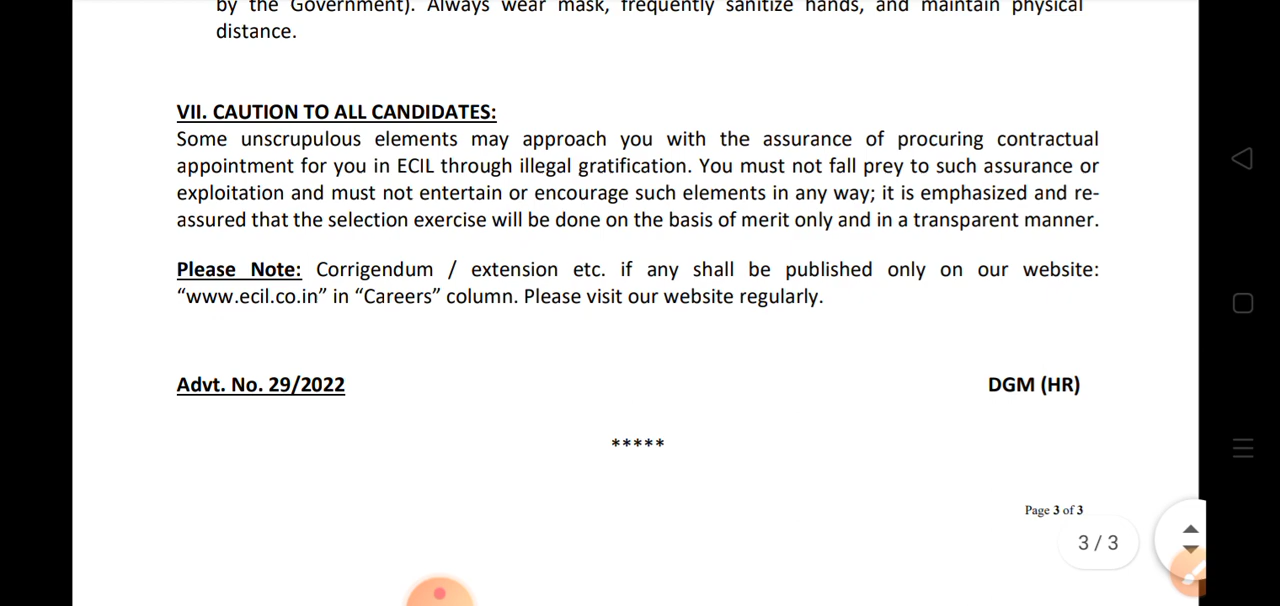 by the Government). Always wear mask, frequently sanitize hands, and maintain physical
distance.
VII. CAUTION TO ALL CANDIDATES:
Some unscrupulous elements may approach you with the assurance of procuring contractual
appointment for you in ECIL through illegal gratification. You must not fall prey to such assurance or
exploitation and must not entertain or encourage such elements in any way; it is emphasized and re-
assured that the selection exercise will be done on the basis of merit only and in a transparent manner.
Please Note: Corrigendum / extension etc. if any shall be published only on our website:
“www.ecil.co.in” in “Careers” column. Please visit our website regularly.
Advt. No. 29/2022 DGM (HR)
*****
Page 3 of 3
3 / 3